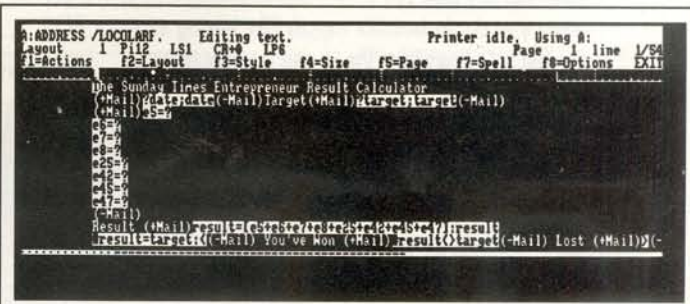 A:ADDRESS /LOCOLARF. Editing text. Printer idle, Using A:
Layout 1 Pi12 LS1 CR+0 LP6 Page 1 line 1/54
f1=Actions f2=Layout f3=Style f4=Size f5=Page f7=Spell f8=Options EXIT
The Sunday Times Entrepreneur Result Calculator
(+Mail)?date;date(-Mail)Target(+Mail)?target;target(-Mail)
(+Mail)e5=?
e6=?
e7=?
e8=?
e25=?
e42=?
e45=?
e47=?
(-Mail)
Result (+Mail)result=(e5+e6+e7+e8+e25+e42+e45+e47);result
result=target:((-Mail) You've Won (+Mail) result<>target (-Mail) Lost (+Mail) (-